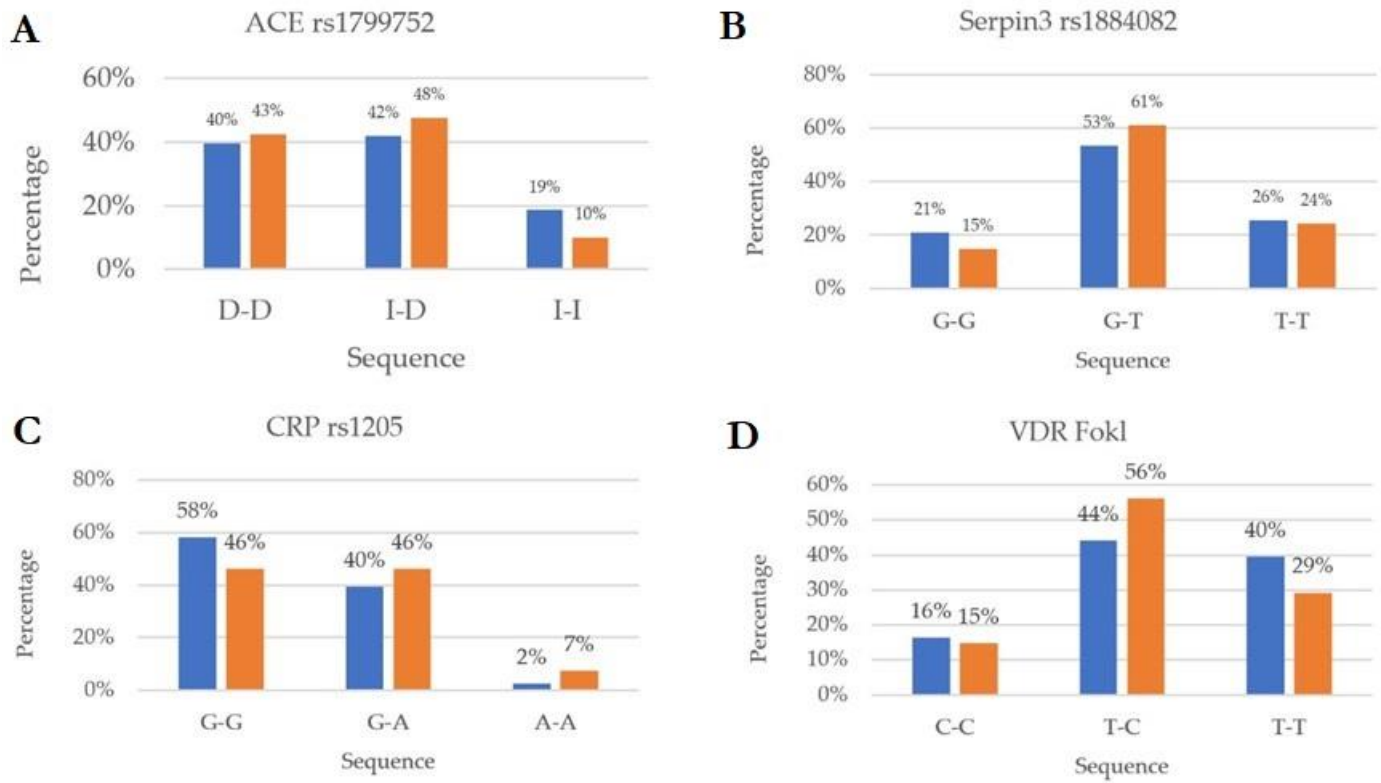 A
ACE rs1799752
Percentage
60%
40%
20%
0%
40%
43%
42%
48%
19%
10%
D-D
I-D
I-I
Sequence
B
Serpin3 rs1884082
Percentage
80%
60%
40%
20%
0%
21%
15%
53%
61%
26%
24%
G-G
G-T
T-T
Sequence
C
CRP rs1205
Percentage
80%
60%
40%
20%
0%
58%
46%
40%
46%
2%
7%
G-G
G-A
A-A
Sequence
D
VDR Fokl
Percentage
60%
50%
40%
30%
20%
10%
0%
16%
15%
44%
56%
40%
29%
C-C
T-C
T-T
Sequence